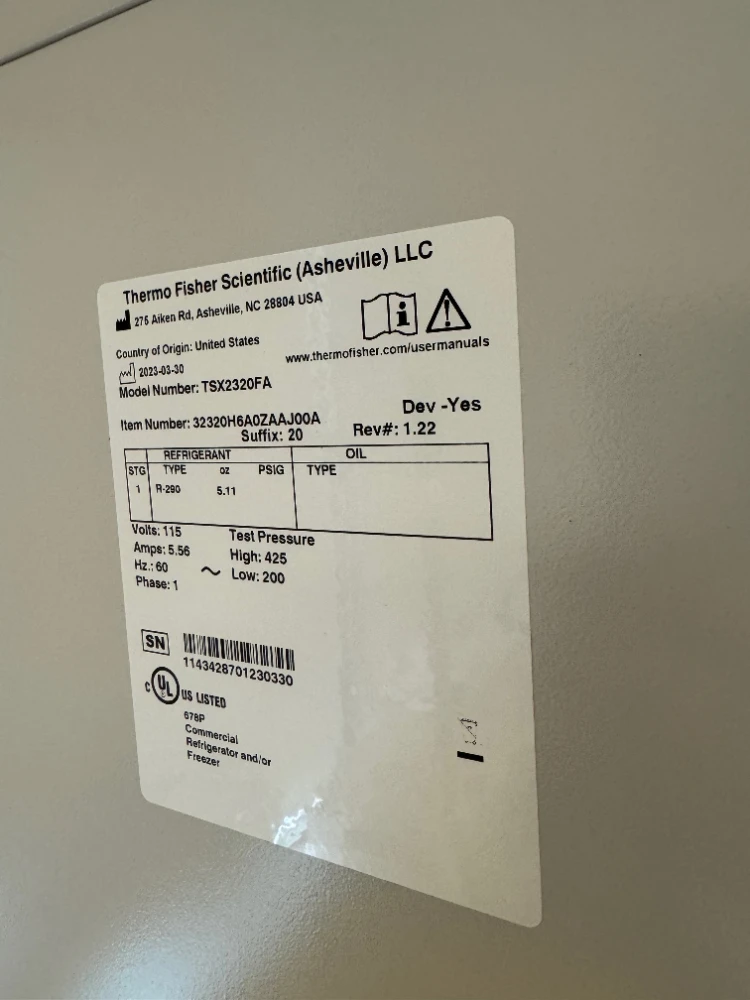 Thermo Fisher Scientific (Asheville) LLC
275 Aiken Rd, Asheville, NC 28804 USA
Country of Origin: United States
www.thermofisher.com/usermanuals
2023-03-30
Model Number: TSX2320FA
Item Number: 32320H6A0ZAAJ00A
Dev -Yes
Suffix: 20
Rev#: 1.22
REFRIGERANT OIL
STG TYPE oz PSIG TYPE
1 R-290 5.11
Volts: 115
Amps: 5.56
Hz.: 60
Phase: 1
Test Pressure
High: 425
Low: 200
SN
1143428701230330
C UL US LISTED
678P
Commercial
Refrigerator and/or
Freezer